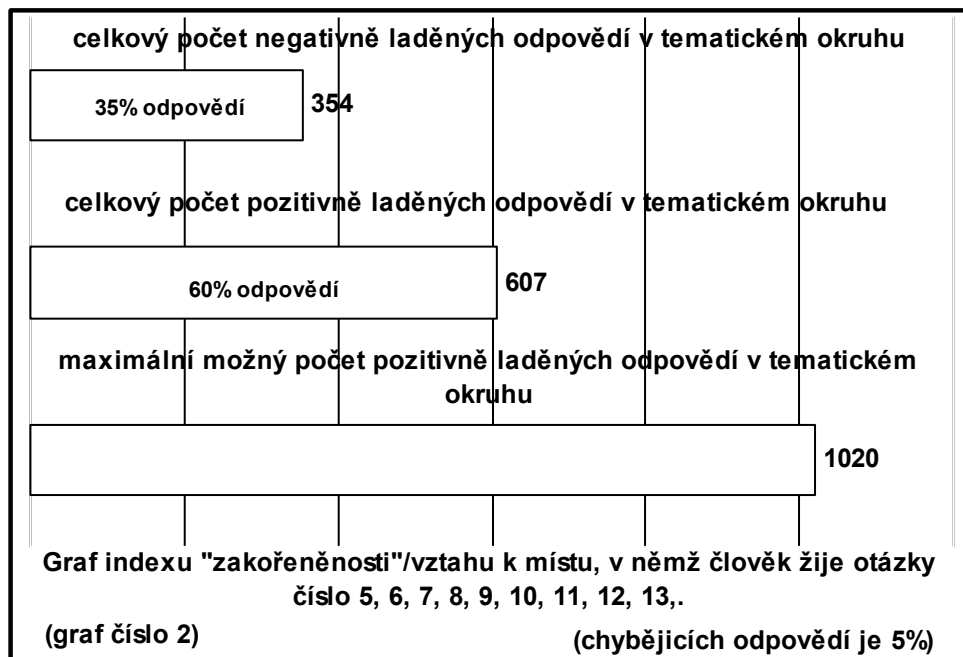 celkový počet negativně laděných odpovědí v tematickém okruhu
35% odpovědí
354
celkový počet pozitivně laděných odpovědí v tematickém okruhu
60% odpovědí
607
maximální možný počet pozitivně laděných odpovědí v tematickém
okruhu
1020
Graf indexu "zakořeněnosti"/vztahu k místu, v němž člověk žije otázky
číslo 5, 6, 7, 8, 9, 10, 11, 12, 13,.
(graf číslo 2)
(chybějicích odpovědí je 5%)